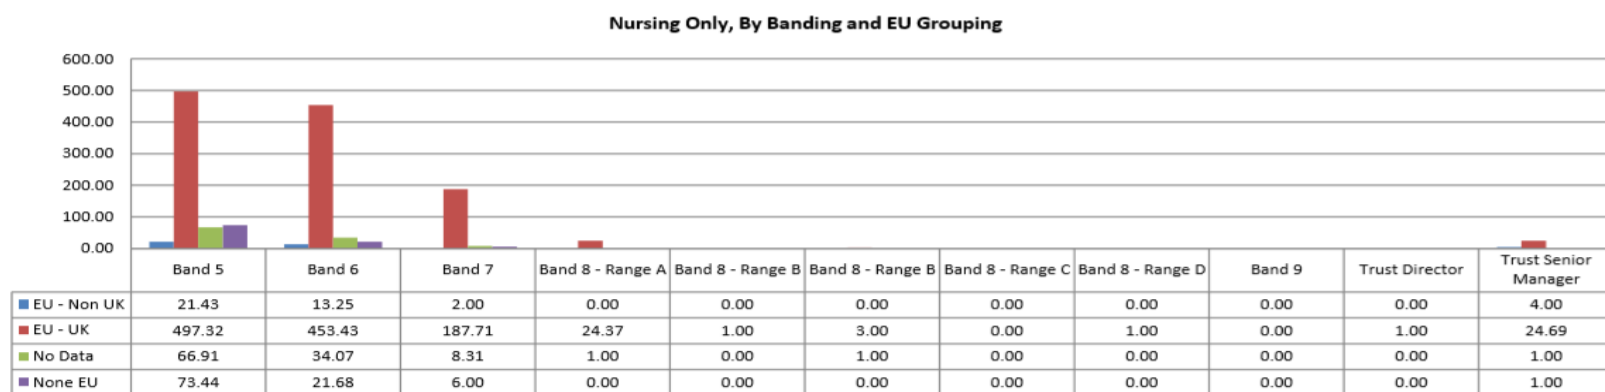 Nursing Only, By Banding and EU Grouping
600.00
500.00
400.00
300.00
200.00
100.00
0.00
Band 5 Band 6 Band 7 Band 8 - Range A Band 8 - Range B Band 8 - Range B Band 8 - Range C Band 8 - Range D Band 9 Trust Director Trust Senior
Manager
EU - Non UK 21.43 13.25 2.00 0.00 0.00 0.00 0.00 0.00 0.00 0.00 4.00
EU - UK 497.32 453.43 187.71 24.37 1.00 3.00 0.00 1.00 0.00 1.00 24.69
No Data 66.91 34.07 8.31 1.00 0.00 1.00 0.00 0.00 0.00 0.00 1.00
None EU 73.44 21.68 6.00 0.00 0.00 0.00 0.00 0.00 0.00 0.00 1.00